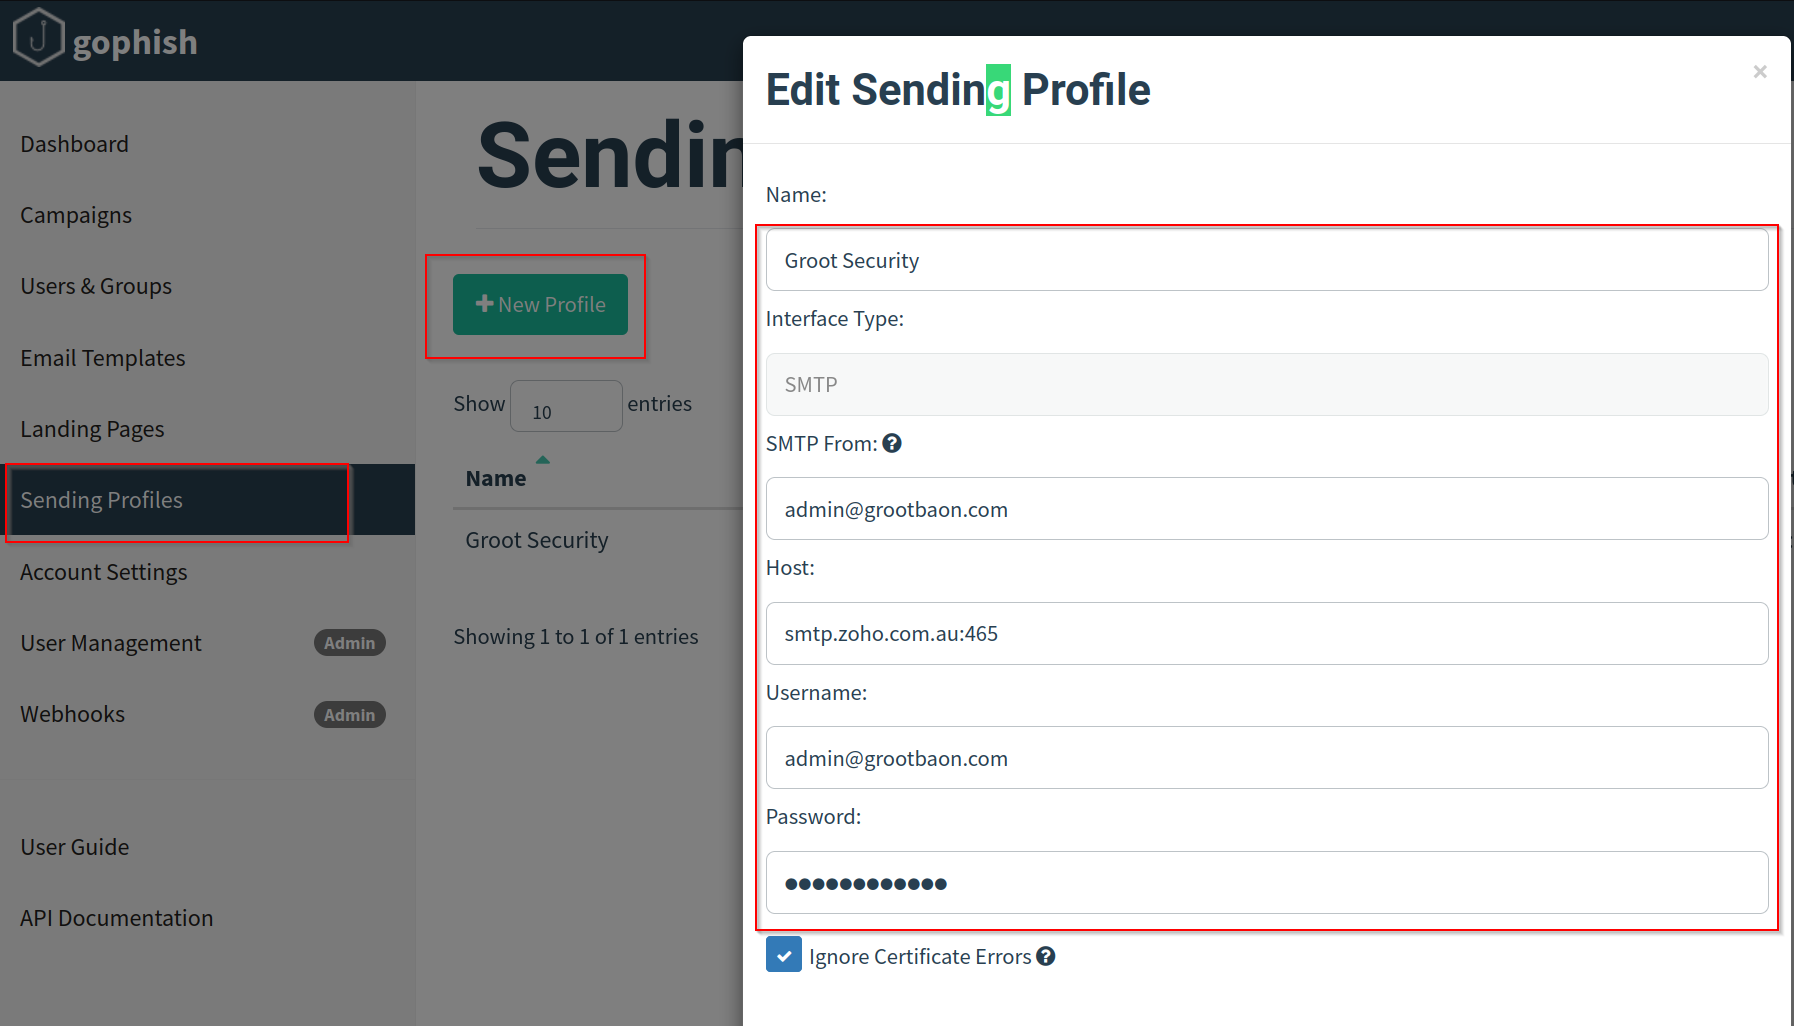 gophish
Dashboard
Campaigns
Users & Groups
Email Templates
Landing Pages
Sending Profiles
Account Settings
User Management Admin
Webhooks Admin
User Guide
API Documentation
Sendin
New Profile
Show 10 entries
Name
Groot Security
Showing 1 to 1 of 1 entries
Edit Sending Profile
×
Name:
Groot Security
Interface Type:
SMTP
SMTP From:
admin@grootbaon.com
Host:
smtp.zoho.com.au:465
Username:
admin@grootbaon.com
Password:
••••••••••••
Ignore Certificate Errors